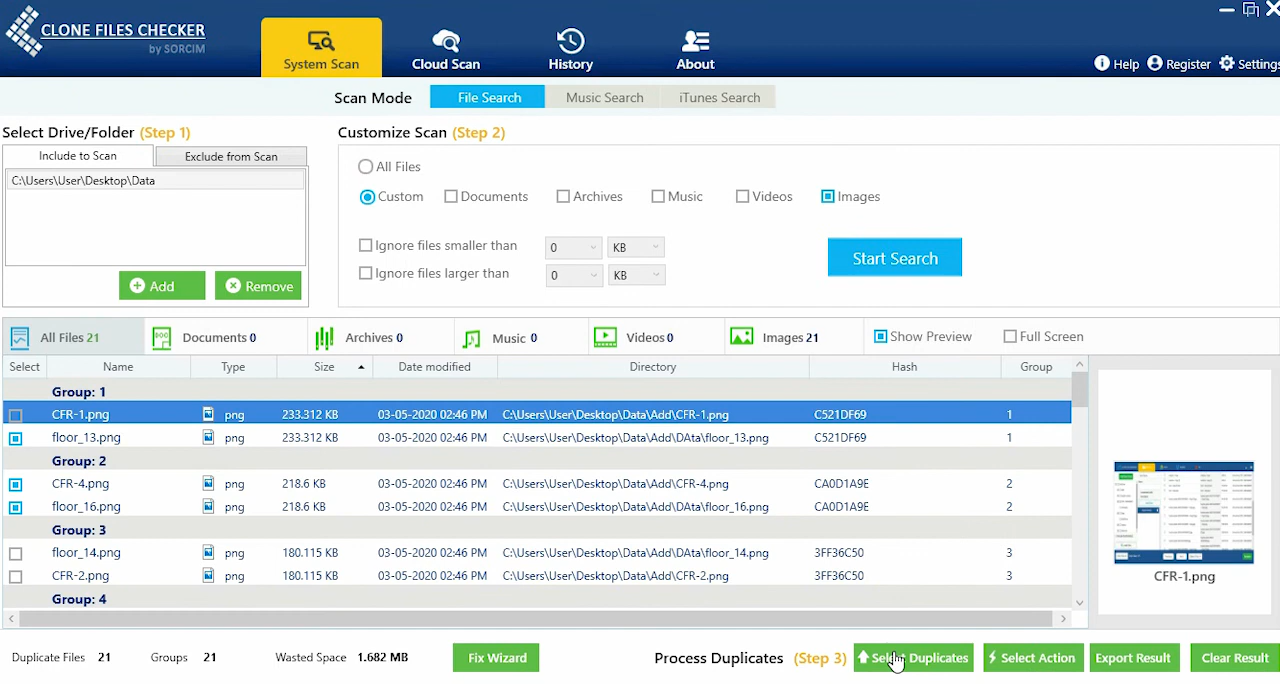 CLONE FILES CHECKER
by SORCIM
System Scan
Cloud Scan
History
About
Help
Register
Settings
Scan Mode
File Search
Music Search
iTunes Search
Select Drive/Folder (Step 1)
Include to Scan
Exclude from Scan
C:\Users\User\Desktop\Data
Add
Remove
Customize Scan (Step 2)
All Files
Custom
Documents
Archives
Music
Videos
Images
Ignore files smaller than 0 KB
Ignore files larger than 0 KB
Start Search
All Files 21
Documents 0
Archives 0
Music 0
Videos 0
Images 21
Show Preview
Full Screen
Select Name Type Size Date modified Directory Hash Group
Group: 1
CFR-1.png png 233.312 KB 03-05-2020 02:46 PM C:\Users\User\Desktop\Data\Add\CFR-1.png C521DF69 1
floor_13.png png 233.312 KB 03-05-2020 02:46 PM C:\Users\User\Desktop\Data\Add\DAta\floor_13.png C521DF69 1
Group: 2
CFR-4.png png 218.6 KB 03-05-2020 02:46 PM C:\Users\User\Desktop\Data\Add\CFR-4.png CA0D1A9E 2
floor_16.png png 218.6 KB 03-05-2020 02:46 PM C:\Users\User\Desktop\Data\Add\DAta\floor_16.png CA0D1A9E 2
Group: 3
floor_14.png png 180.115 KB 03-05-2020 02:46 PM C:\Users\User\Desktop\Data\Add\DAta\floor_14.png 3FF36C50 3
CFR-2.png png 180.115 KB 03-05-2020 02:46 PM C:\Users\User\Desktop\Data\Add\CFR-2.png 3FF36C50 3
Group: 4
CFR-1.png
Duplicate Files 21
Groups 21
Wasted Space 1.682 MB
Fix Wizard
Process Duplicates (Step 3)
Select Duplicates
Select Action
Export Result
Clear Result